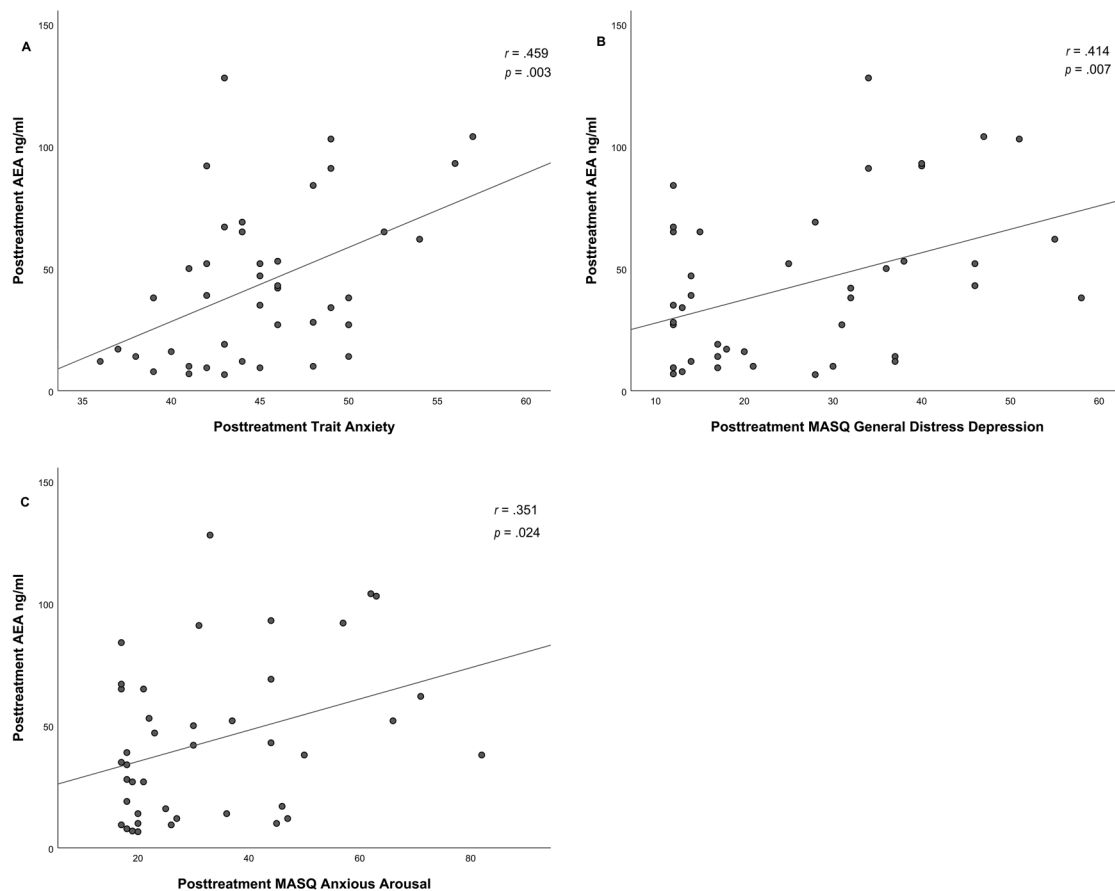 A
r = .459
p = .003
150
100
50
0
Posttreatment AEA ng/ml
35 40 45 50 55 60
Posttreatment Trait Anxiety
B
r = .414
p = .007
150
100
50
0
Posttreatment AEA ng/ml
10 20 30 40 50 60
Posttreatment MASQ General Distress Depression
C
r = .351
p = .024
150
100
50
0
Posttreatment AEA ng/ml
20 40 60 80
Posttreatment MASQ Anxious Arousal